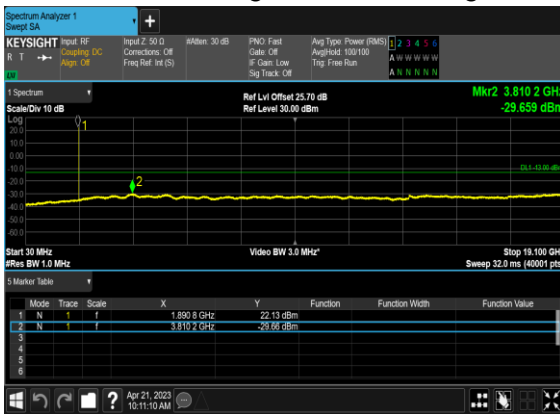 Spectrum Analyzer 1
Swept SA
KEYSIGHT
R T
LV
Input: RF
Coupling: DC
Align: Off
Input Z: 50 Ω
Corrections: Off
Freq Ref: Int (S)
#Atten: 30 dB
PNO: Fast
Gate: Off
IF Gain: Low
Sig Track: Off
Avg Type: Power (RMS)
Avg|Hold: 100/100
Trig: Free Run
1 2 3 4 5 6
A W W W W W
A N N N N N
1 Spectrum
Scale/Div 10 dB
Ref Lvl Offset 25.70 dB
Ref Level 30.00 dBm
Mkr2 3.810 2 GHz
-29.659 dBm
Log
20.0
10.0
0.00
-10.0
-20.0
-30.0
-40.0
-50.0
-60.0
1
2
DL1 -13.00 dBm
Start 30 MHz
#Res BW 1.0 MHz
Video BW 3.0 MHz*
Stop 19.100 GHz
Sweep 32.0 ms (40001 pts)
5 Marker Table
Mode Trace Scale X Y Function Function Width Function Value
1 N 1 f 1.890 8 GHz 22.13 dBm
2 N 1 f 3.810 2 GHz -29.66 dBm
3
4
5
6
?
Apr 21, 2023
10:11:10 AM